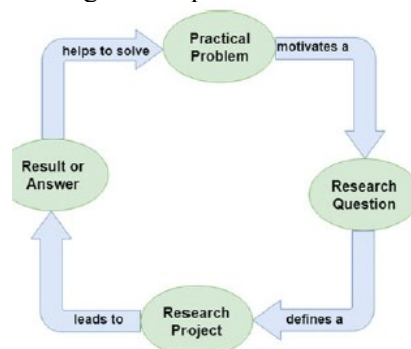 helps to solve
Practical
Problem
motivates a
Result or
Answer
Research
Question
leads to
Research
Project
defines a